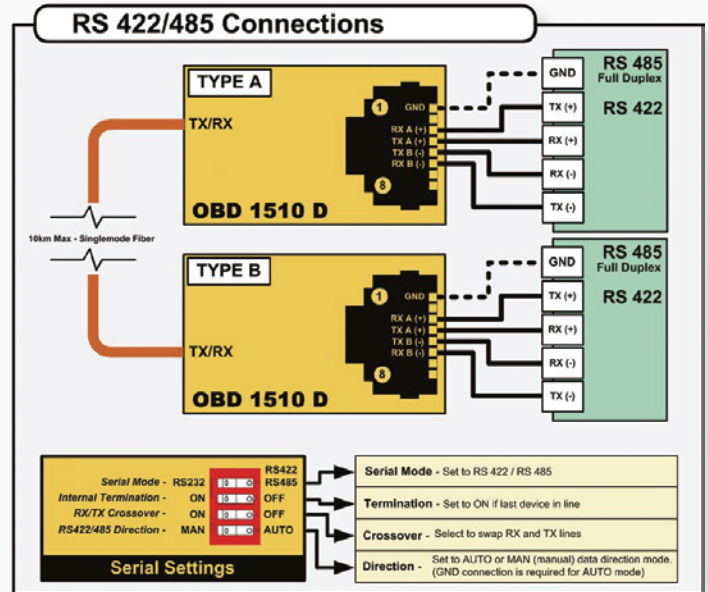 RS 422/485 Connections
TYPE A
TX/RX
OBD 1510 D
1
GND
RX A (+)
TX A (+)
TX B (-)
RX B (-)
8
GND
TX (+)
RX (+)
RX (-)
TX (-)
RS 485
Full Duplex
RS 422
10km Max - Singlemode Fiber
TYPE B
TX/RX
OBD 1510 D
1
GND
RX A (+)
TX A (+)
TX B (-)
RX B (-)
8
GND
TX (+)
RX (+)
RX (-)
TX (-)
RS 485
Full Duplex
RS 422
RS422
Serial Mode - RS232 RS485
Internal Termination - ON OFF
RX/TX Crossover - ON OFF
RS422/485 Direction - MAN AUTO
Serial Settings
Serial Mode - Set to RS 422 / RS 485
Termination - Set to ON if last device in line
Crossover - Select to swap RX and TX lines
Direction - Set to AUTO or MAN (manual) data direction mode.
(GND connection is required for AUTO mode)